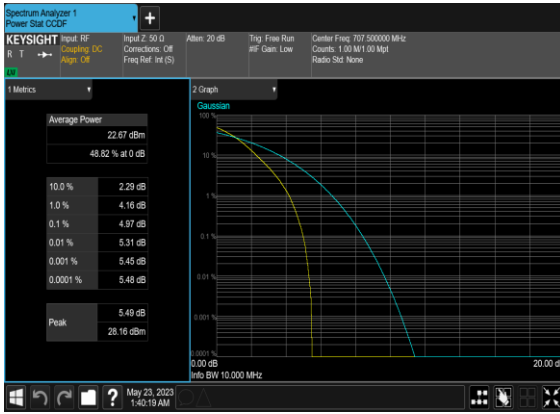 Spectrum Analyzer 1
Power Stat CCDF
KEYSIGHT
R T
LV
Input: RF
Coupling: DC
Align: Off
Input Z: 50 Ω
Corrections: Off
Freq Ref: Int (S)
Atten: 20 dB
Trig: Free Run
#IF Gain: Low
Center Freq: 707.500000 MHz
Counts: 1.00 M/1.00 Mpt
Radio Std: None
1 Metrics
Average Power
22.67 dBm
48.82 % at 0 dB
10.0 % 2.29 dB
1.0 % 4.16 dB
0.1 % 4.97 dB
0.01 % 5.31 dB
0.001 % 5.45 dB
0.0001 % 5.48 dB
Peak
5.49 dB
28.16 dBm
2 Graph
Gaussian
100 %
10 %
1 %
0.1 %
0.01 %
0.001 %
0.0001 %
0.00 dB
20.00 d
Info BW 10.000 MHz
?
May 23, 2023
1:40:19 AM